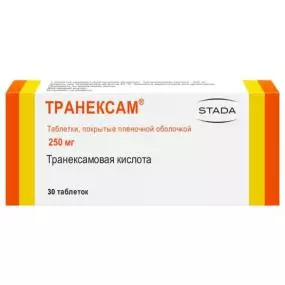 ТРАНЕКСАМ®
STADA
Таблетки, покрытые пленочной оболочкой
250 мг
Транексамовая кислота
30 таблеток